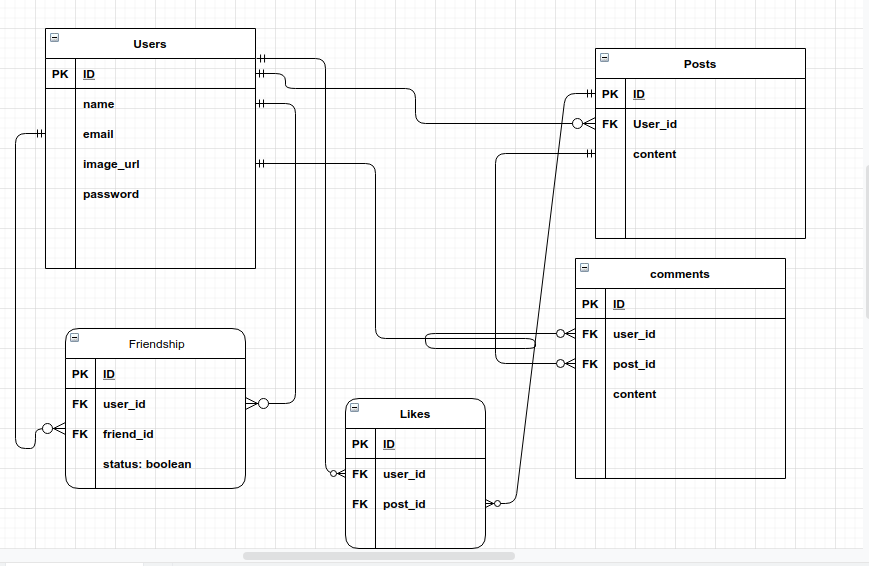 Users
PK ID
name
email
image_url
password
Posts
PK ID
FK User_id
content
comments
PK ID
FK user_id
FK post_id
content
Friendship
PK ID
FK user_id
FK friend_id
status: boolean
Likes
PK ID
FK user_id
FK post_id